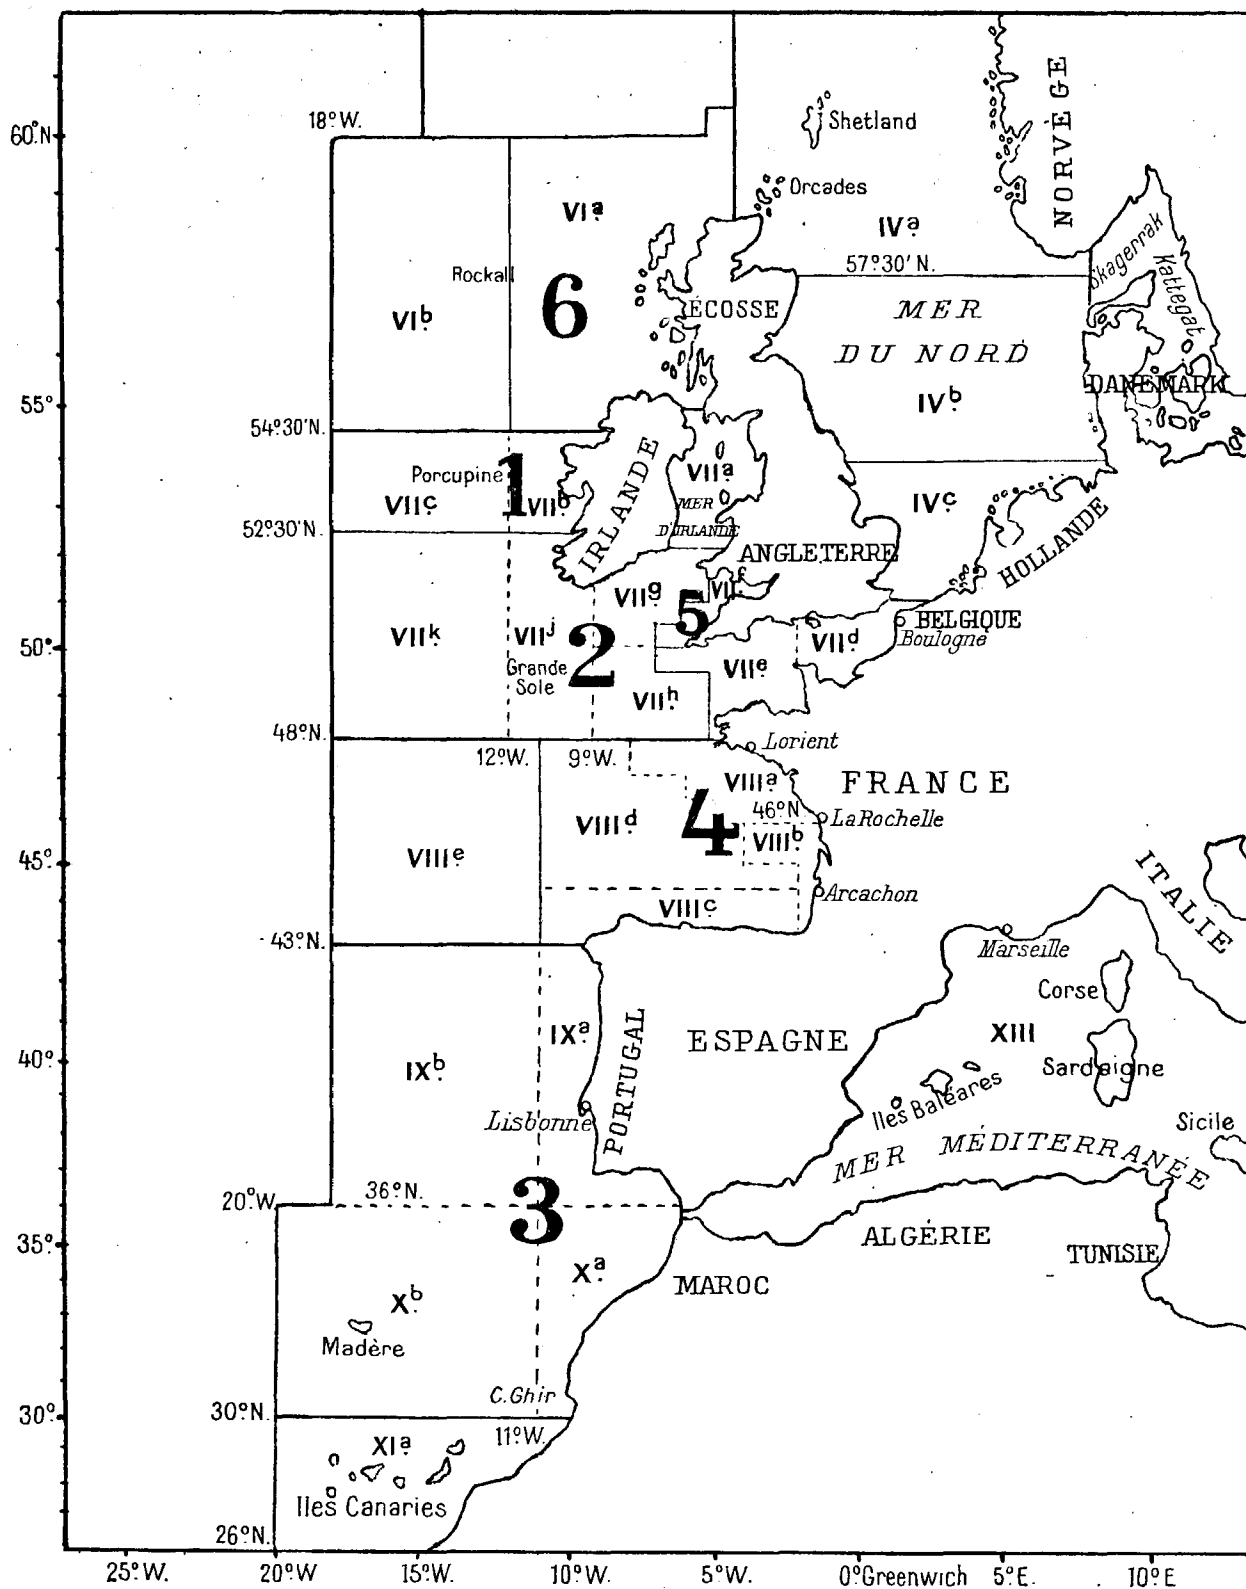 60°N
18°W.
Shetland
NORVEGE
Orcades
VIa
IVa
57°30'N.
Skagerrak
Kattegat
Rockall
6
VIb
ÉCOSSE
MER
DU NORD
DANEMARK
IVb
55°
54°30'N.
Porcupine
1
VIIc
VIIb
IRLANDE
VIIa
MER
D'IRLANDE
IVc
HOLLANDE
52°30'N.
ANGLETERRE
VIIg
VIIf
5
50°
VIIk
VIIj
2
Grande
Sole
VIIe
VIId
BELGIQUE
Boulogne
VIIh
48°N.
12°W.
9°W.
Lorient
VIIIa
FRANCE
4
46°N
La Rochelle
VIIId
VIIIb
VIIIe
45°
Arcachon
ITALIE
VIIIc
43°N.
Marseille
Corse
IXa
PORTUGAL
ESPAGNE
XIII
40°
IXb
Sardaigne
Iles Baléares
Lisbonne
Sicile
MER MÉDITERRANÉE
20°W
36°N.
3
35°
ALGÉRIE
TUNISIE
Xa
MAROC
Xb
Madère
C. Ghir
30°
30°N.
11°W.
XIa
Iles Canaries
26°N.
25°W.
20°W
15°W.
10°W
5°W.
0°Greenwich
5°E.
10°E